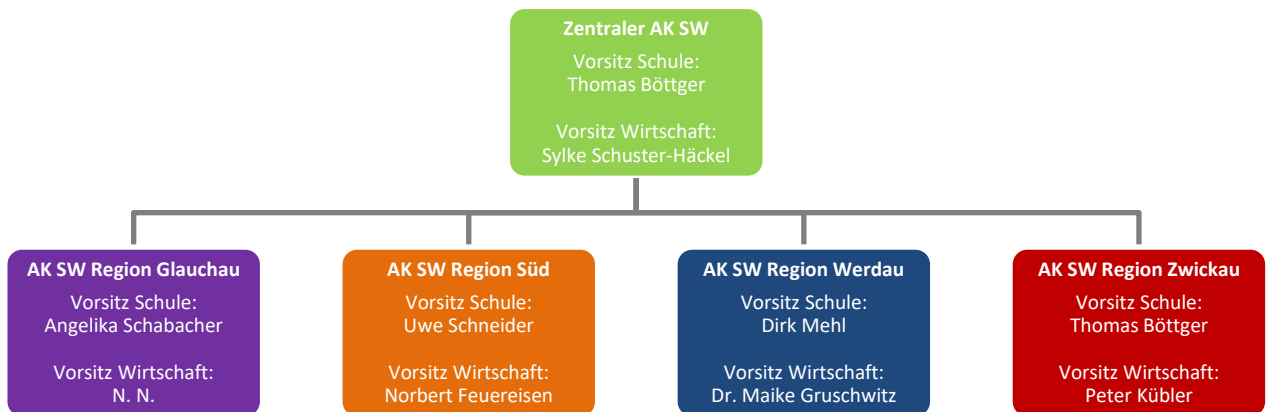 Zentraler AK SW
Vorsitz Schule:
Thomas Böttger
Vorsitz Wirtschaft:
Sylke Schuster-Häckel
AK SW Region Glauchau
Vorsitz Schule:
Angelika Schabacher
Vorsitz Wirtschaft:
N. N.
AK SW Region Süd
Vorsitz Schule:
Uwe Schneider
Vorsitz Wirtschaft:
Norbert Feuereisen
AK SW Region Werdau
Vorsitz Schule:
Dirk Mehl
Vorsitz Wirtschaft:
Dr. Maike Gruschwitz
AK SW Region Zwickau
Vorsitz Schule:
Thomas Böttger
Vorsitz Wirtschaft:
Peter Kübler